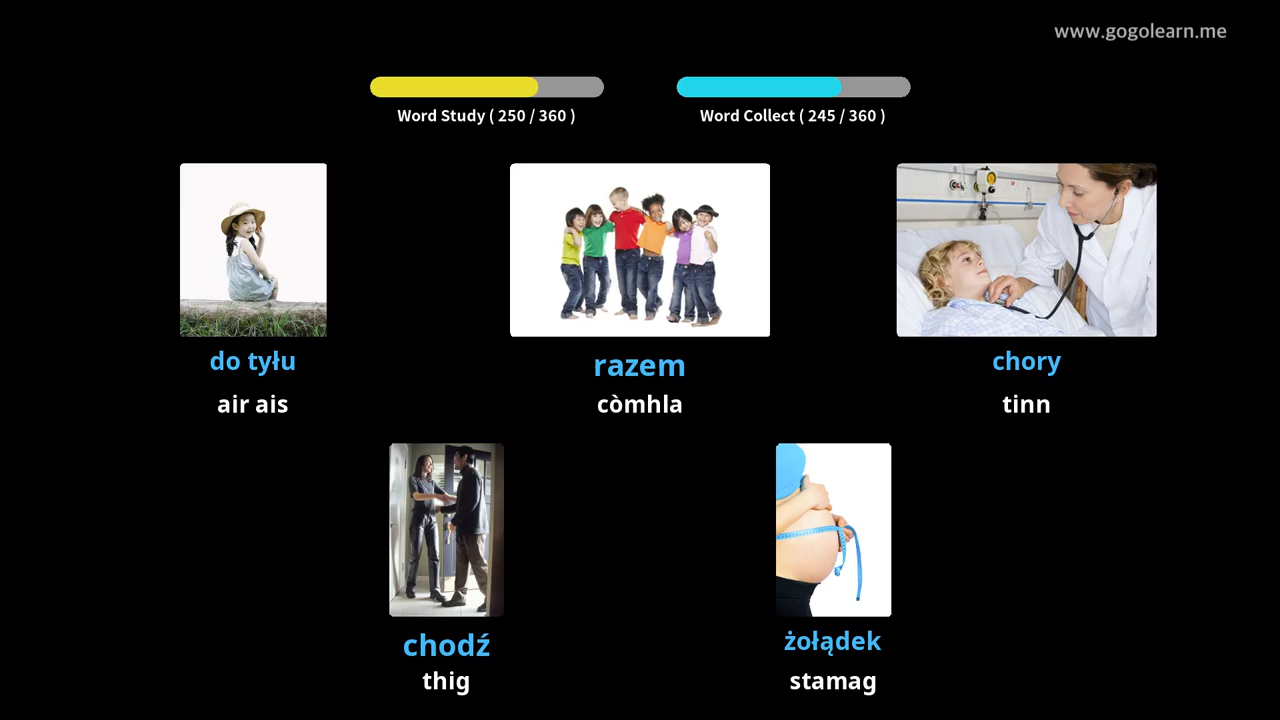 www.gogolearn.me
Word Study ( 250 / 360 )
Word Collect ( 245 / 360 )
do tyłu
air ais
razem
còmhla
chory
tinn
chodź
thig
żołądek
stamag